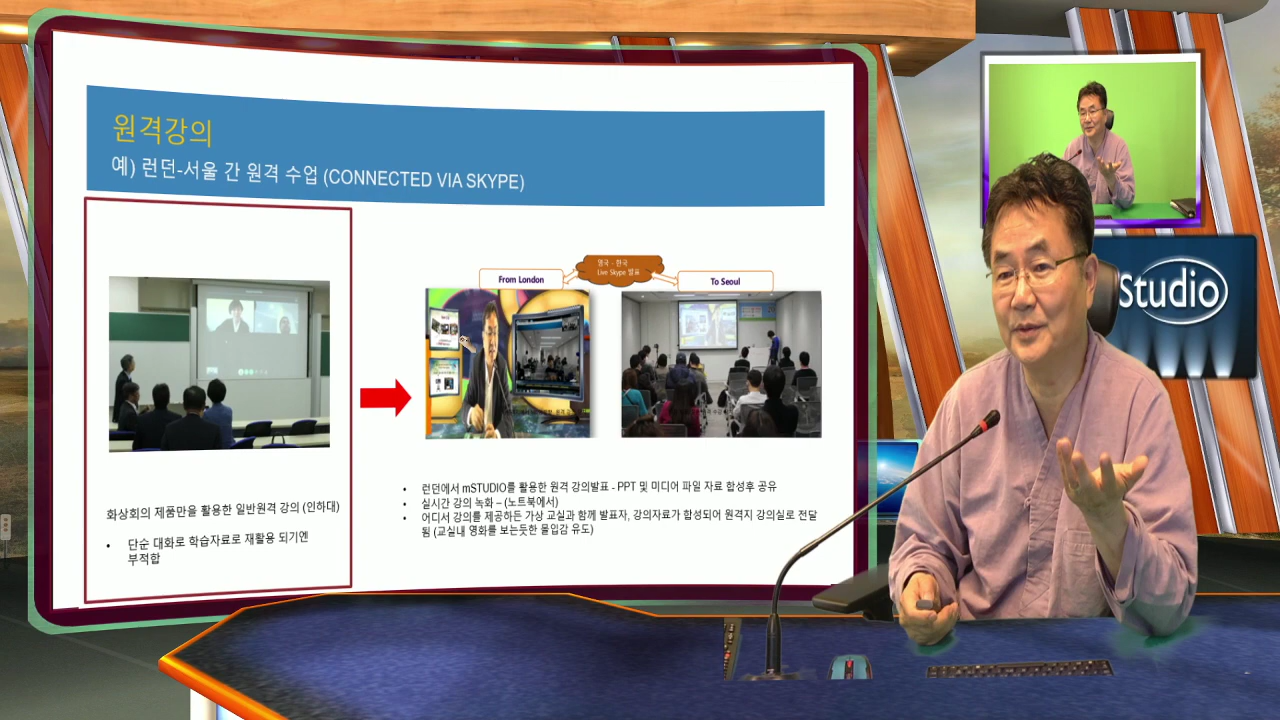 원격강의
예) 런던-서울 간 원격 수업 (CONNECTED VIA SKYPE)
영국 - 한국
Live Skype 발표
From London
To Seoul
화상회의 제품만을 활용한 일반원격 강의 (인하대)
• 단순 대화로 학습자료로 재활용 되기엔
부적합
• 런던에서 mSTUDIO를 활용한 원격 강의발표 - PPT 및 미디어 파일 자료 합성후 공유
• 실시간 강의 녹화 – (노트북에서)
• 어디서 강의를 제공하든 가상 교실과 함께 발표자, 강의자료가 합성되어 원격지 강의실로 전달
됨 (교실내 영화를 보는듯한 몰입감 유도)
Studio